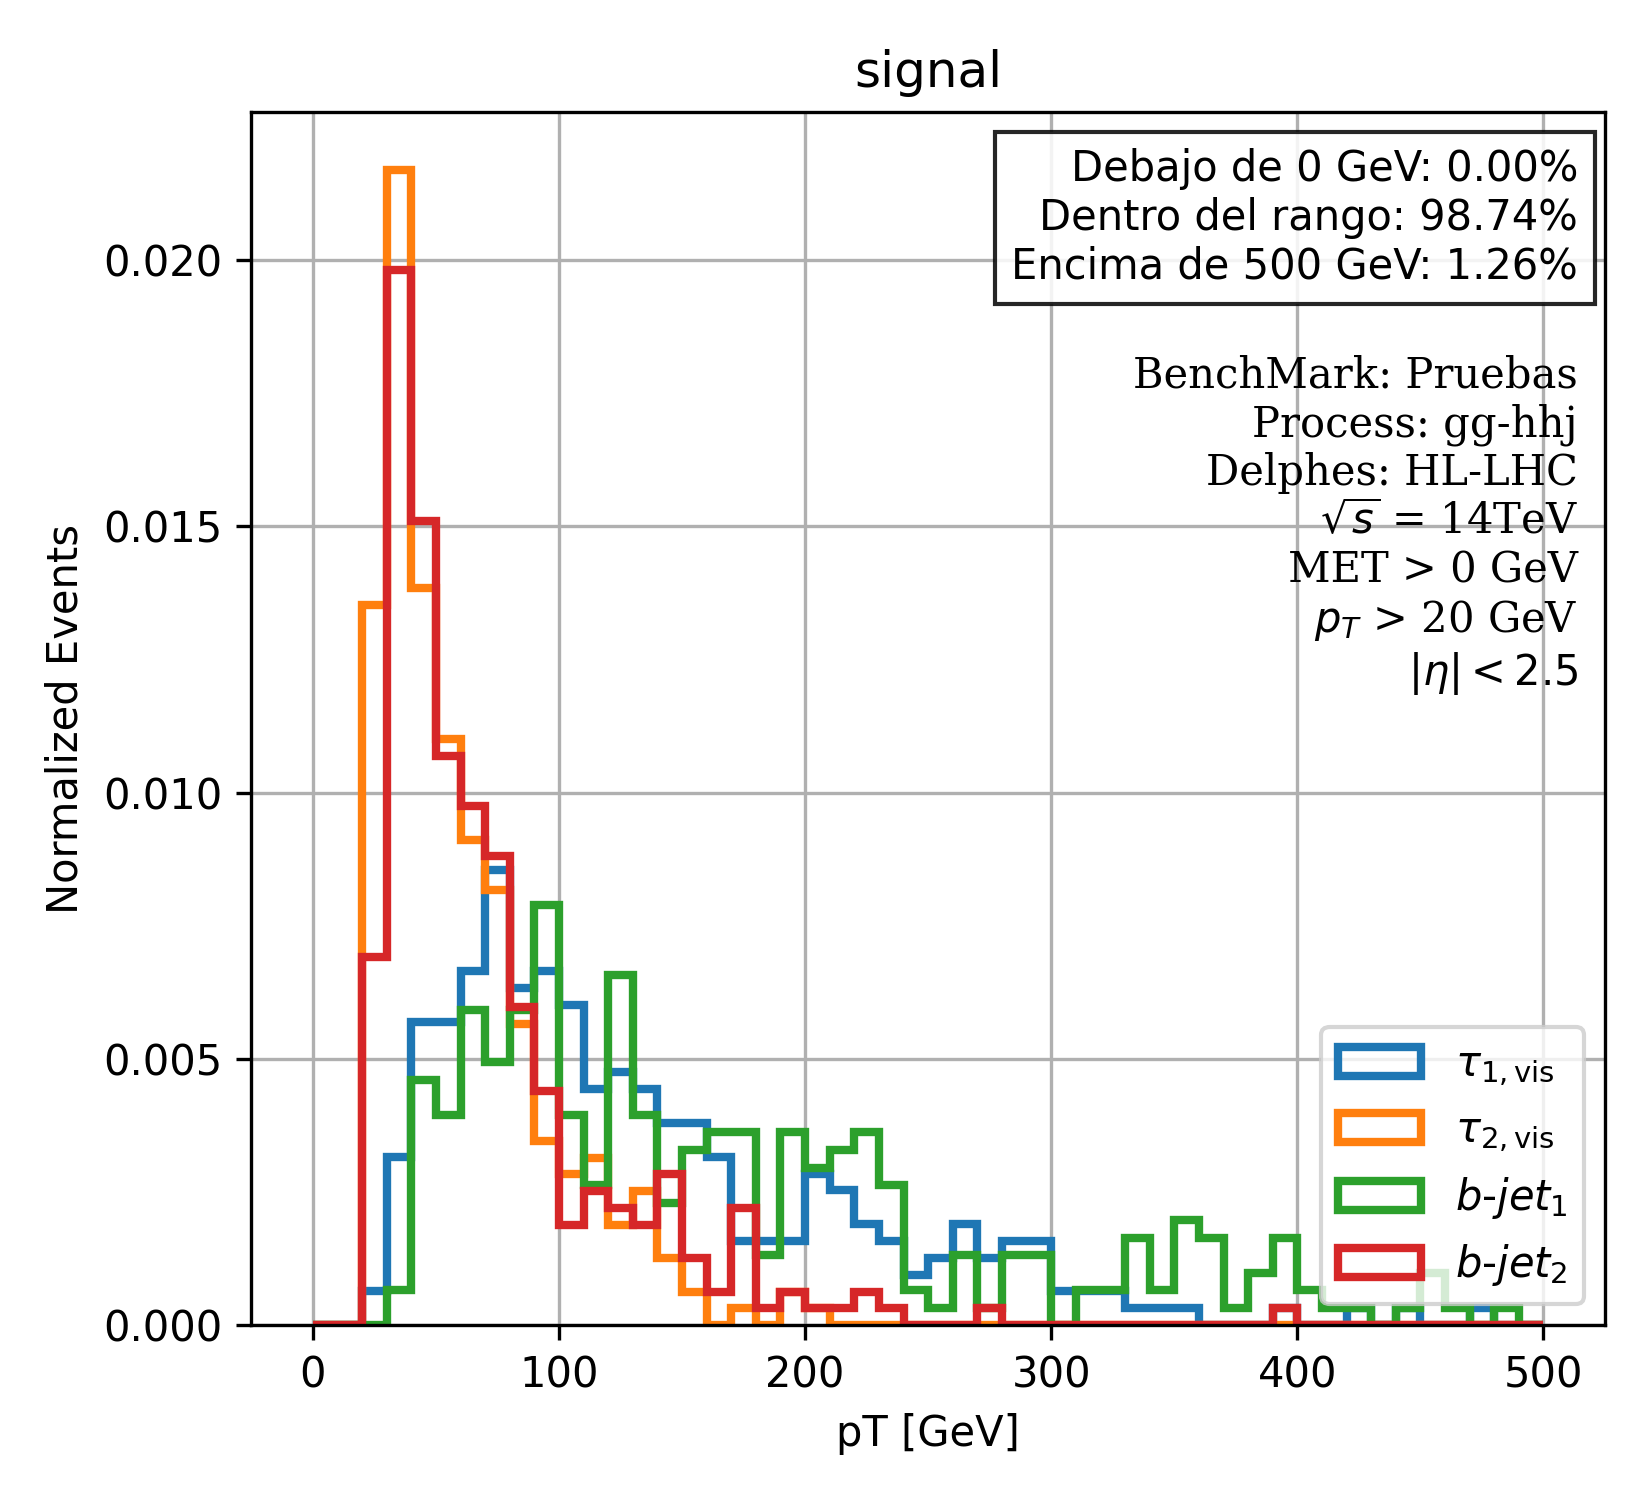 signal
Debajo de 0 GeV: 0.00%
Dentro del rango: 98.74%
Encima de 500 GeV: 1.26%
BenchMark: Pruebas
Process: gg-hhj
Delphes: HL-LHC
√s = 14TeV
MET > 0 GeV
p_T > 20 GeV
|η| < 2.5
Normalized Events
0.020
0.015
0.010
0.005
0.000
τ_1,vis
τ_2,vis
b-jet_1
b-jet_2
0 100 200 300 400 500
pT [GeV]